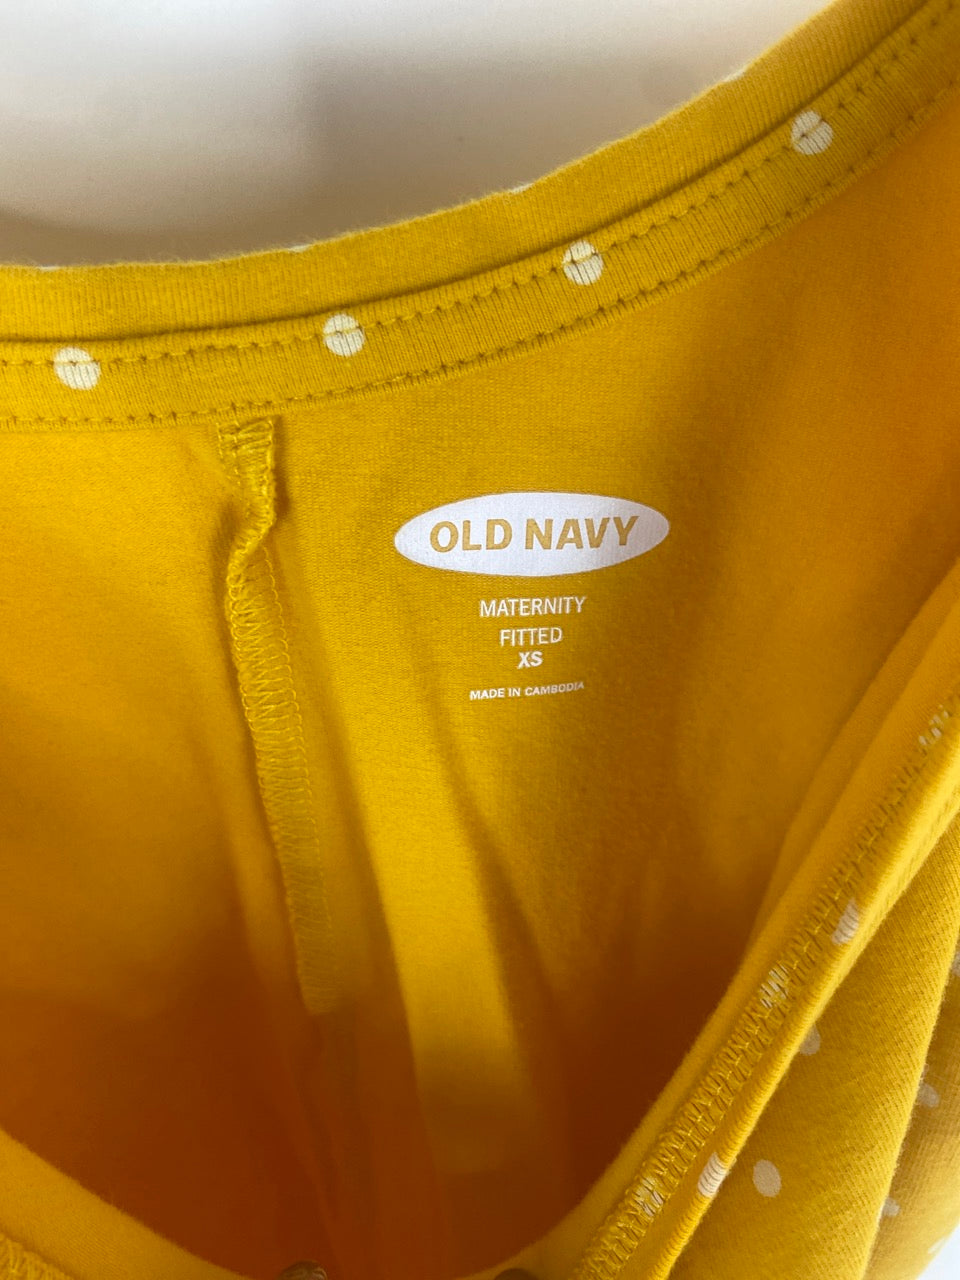 OLD NAVY
MATERNITY
FITTED
XS
MADE IN CAMBODIA